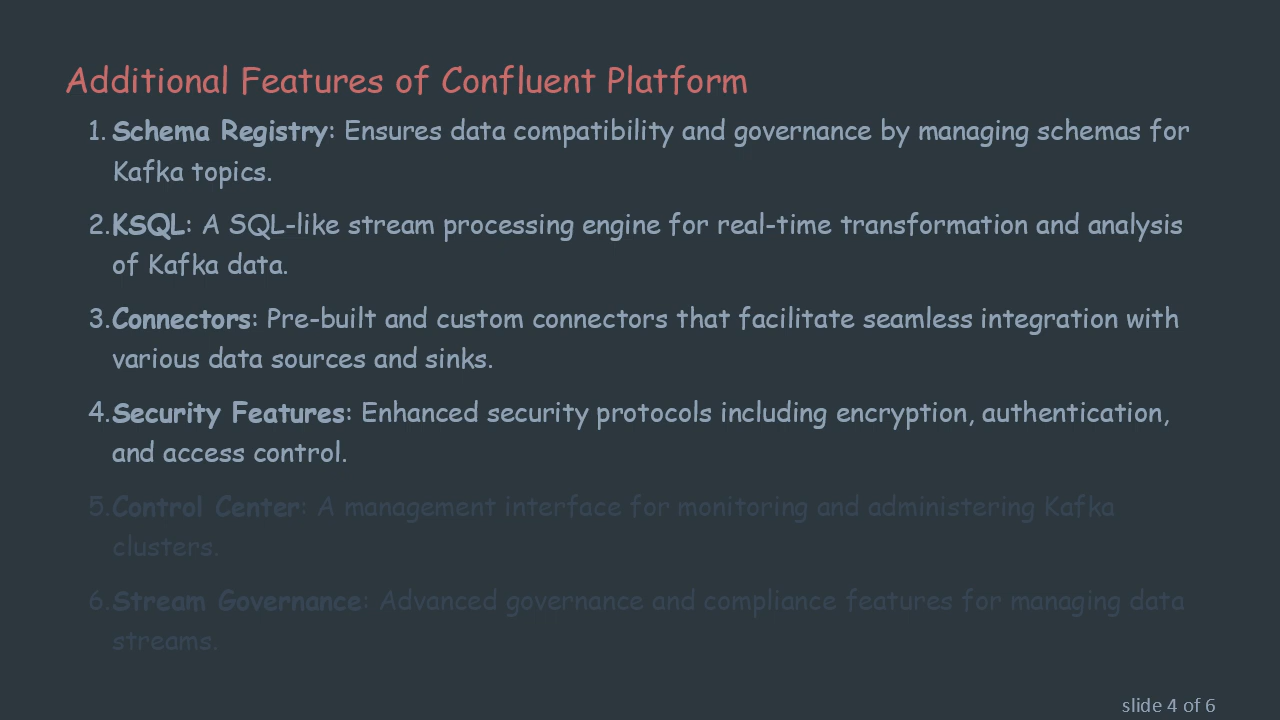 Additional Features of Confluent Platform
1. Schema Registry: Ensures data compatibility and governance by managing schemas for
Kafka topics.
2. KSQL: A SQL-like stream processing engine for real-time transformation and analysis
of Kafka data.
3. Connectors: Pre-built and custom connectors that facilitate seamless integration with
various data sources and sinks.
4. Security Features: Enhanced security protocols including encryption, authentication,
and access control.
5. Control Center: A management interface for monitoring and administering Kafka
clusters.
6. Stream Governance: Advanced governance and compliance features for managing data
streams.
slide 4 of 6